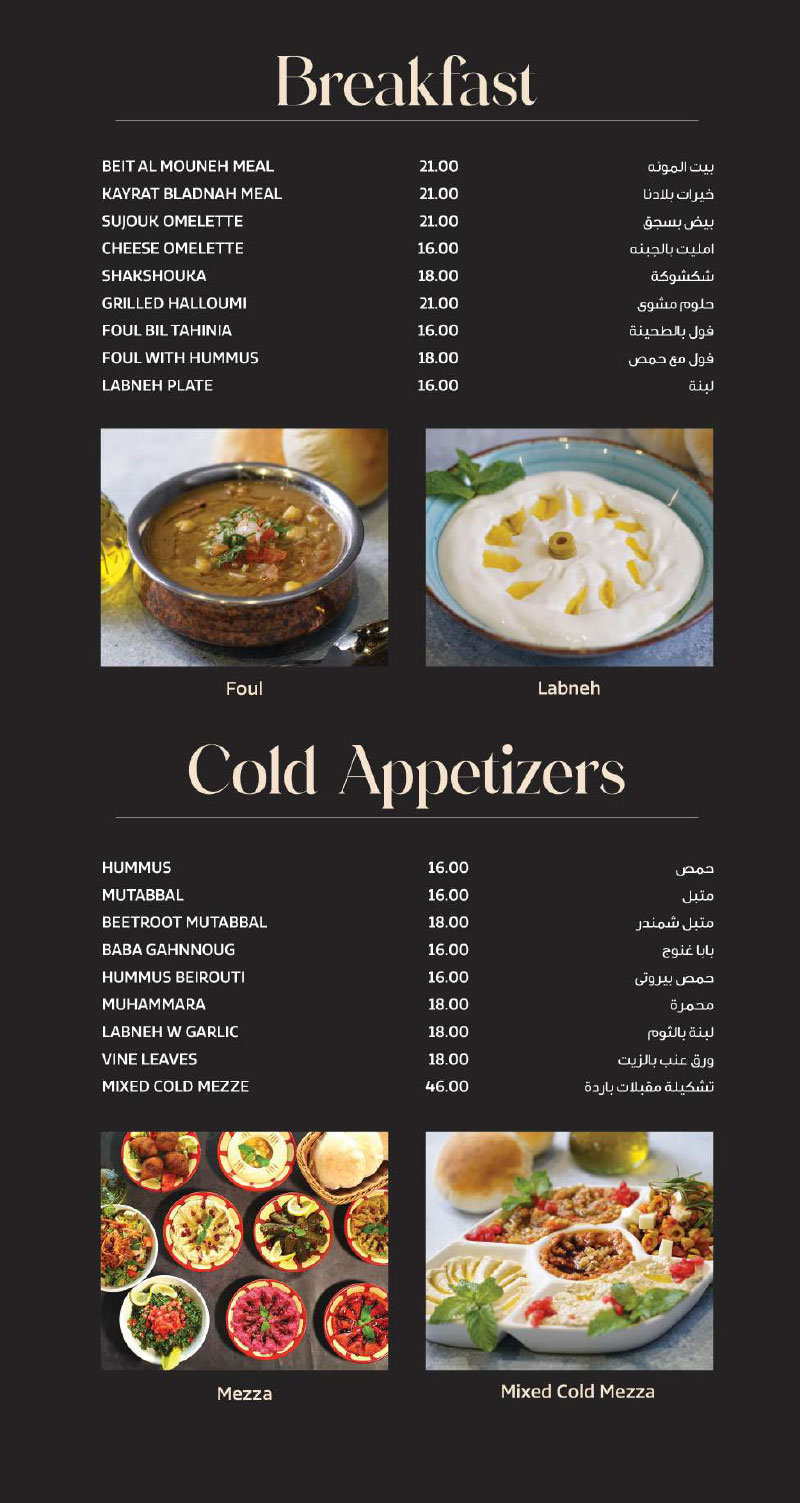 Breakfast
BEIT AL MOUNEH MEAL 21.00 بيت المونه
KAYRAT BLADNAH MEAL 21.00 خيرات بلادنا
SUJOUK OMELETTE 21.00 بيض بسجق
CHEESE OMELETTE 16.00 امليت بالجبنه
SHAKSHOUKA 18.00 شكشوكة
GRILLED HALLOUMI 21.00 حلوم مشوي
FOUL BIL TAHINIA 16.00 فول بالطحينة
FOUL WITH HUMMUS 18.00 فول مع حمص
LABNEH PLATE 16.00 لبنة
Foul Labneh
Cold Appetizers
HUMMUS 16.00 حمص
MUTABBAL 16.00 متبل
BEETROOT MUTABBAL 18.00 متبل شمندر
BABA GAHNNOUG 16.00 بابا غنوج
HUMMUS BEIROUTI 16.00 حمص بيروتي
MUHAMMARA 18.00 محمرة
LABNEH W GARLIC 18.00 لبنة بالثوم
VINE LEAVES 18.00 ورق عنب بالزيت
MIXED COLD MEZZE 46.00 تشكيلة مقبلات باردة
Mezza Mixed Cold Mezza